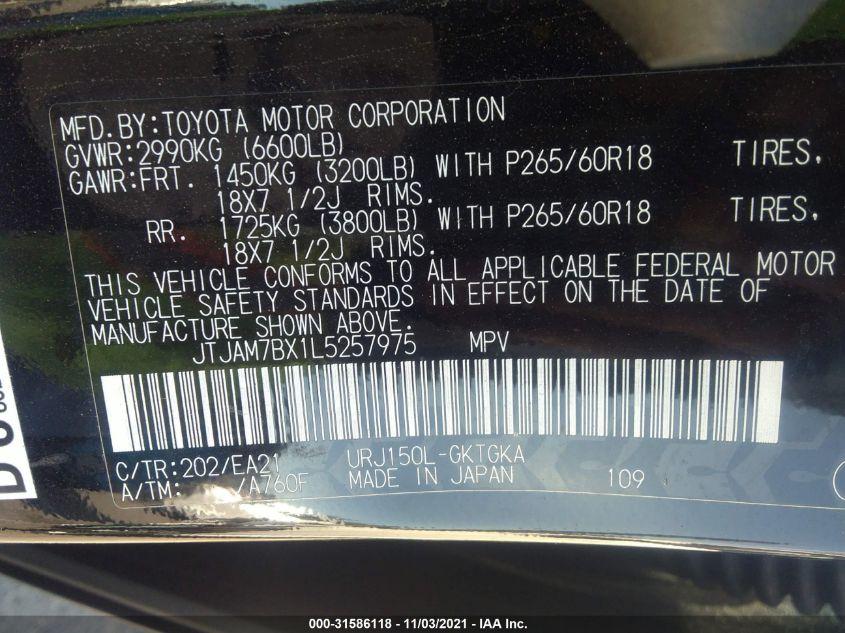 MFD.BY:TOYOTA MOTOR CORPORATION
GVWR:2990KG (6600LB)
GAWR:FRT. 1450KG (3200LB) WITH P265/60R18 TIRES.
18X7 1/2J RIMS.
RR. 1725KG (3800LB) WITH P265/60R18 TIRES.
18X7 1/2J RIMS.
THIS VEHICLE CONFORMS TO ALL APPLICABLE FEDERAL MOTOR
VEHICLE SAFETY STANDARDS IN EFFECT ON THE DATE OF
MANUFACTURE SHOWN ABOVE.
JTJAM7BX1L5257975 MPV
C/TR:202/EA21 URJ150L-GKTGKA
A/TM: /A760F MADE IN JAPAN 109
000-31586118 - 11/03/2021 - IAA Inc.